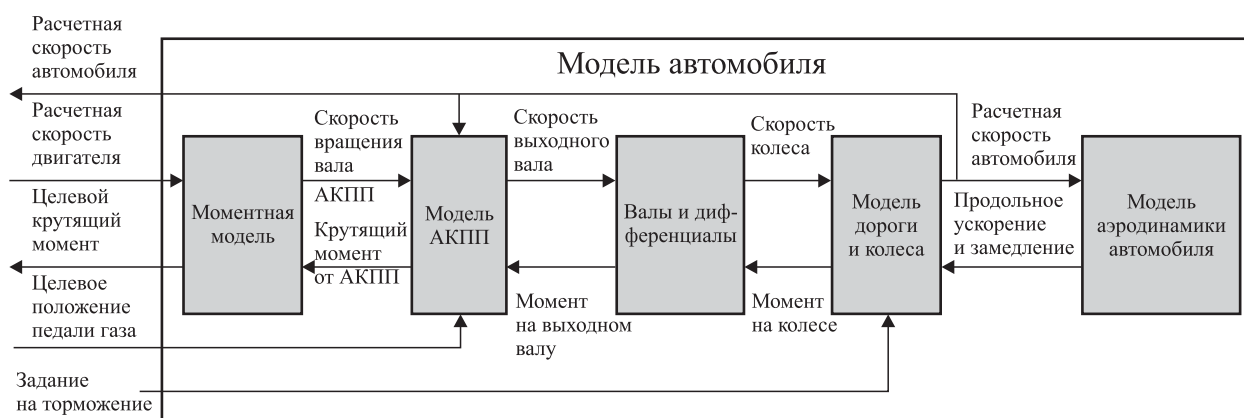 Расчетная
скорость
автомобиля
Модель автомобиля
Расчетная
скорость
двигателя
Целевой
крутящий
момент
Целевое
положение
педали газа
Задание
на торможение
Моментная
модель
Скорость
вращения
вала
АКПП
Крутящий
момент
от АКПП
Модель
АКПП
Скорость
выходного
вала
Момент
на выходном
валу
Валы и диф-
ференциалы
Скорость
колеса
Момент
на колесе
Модель
дороги
и колеса
Расчетная
скорость
автомобиля
Продольное
ускорение
и замедление
Модель
аэродинамики
автомобиля